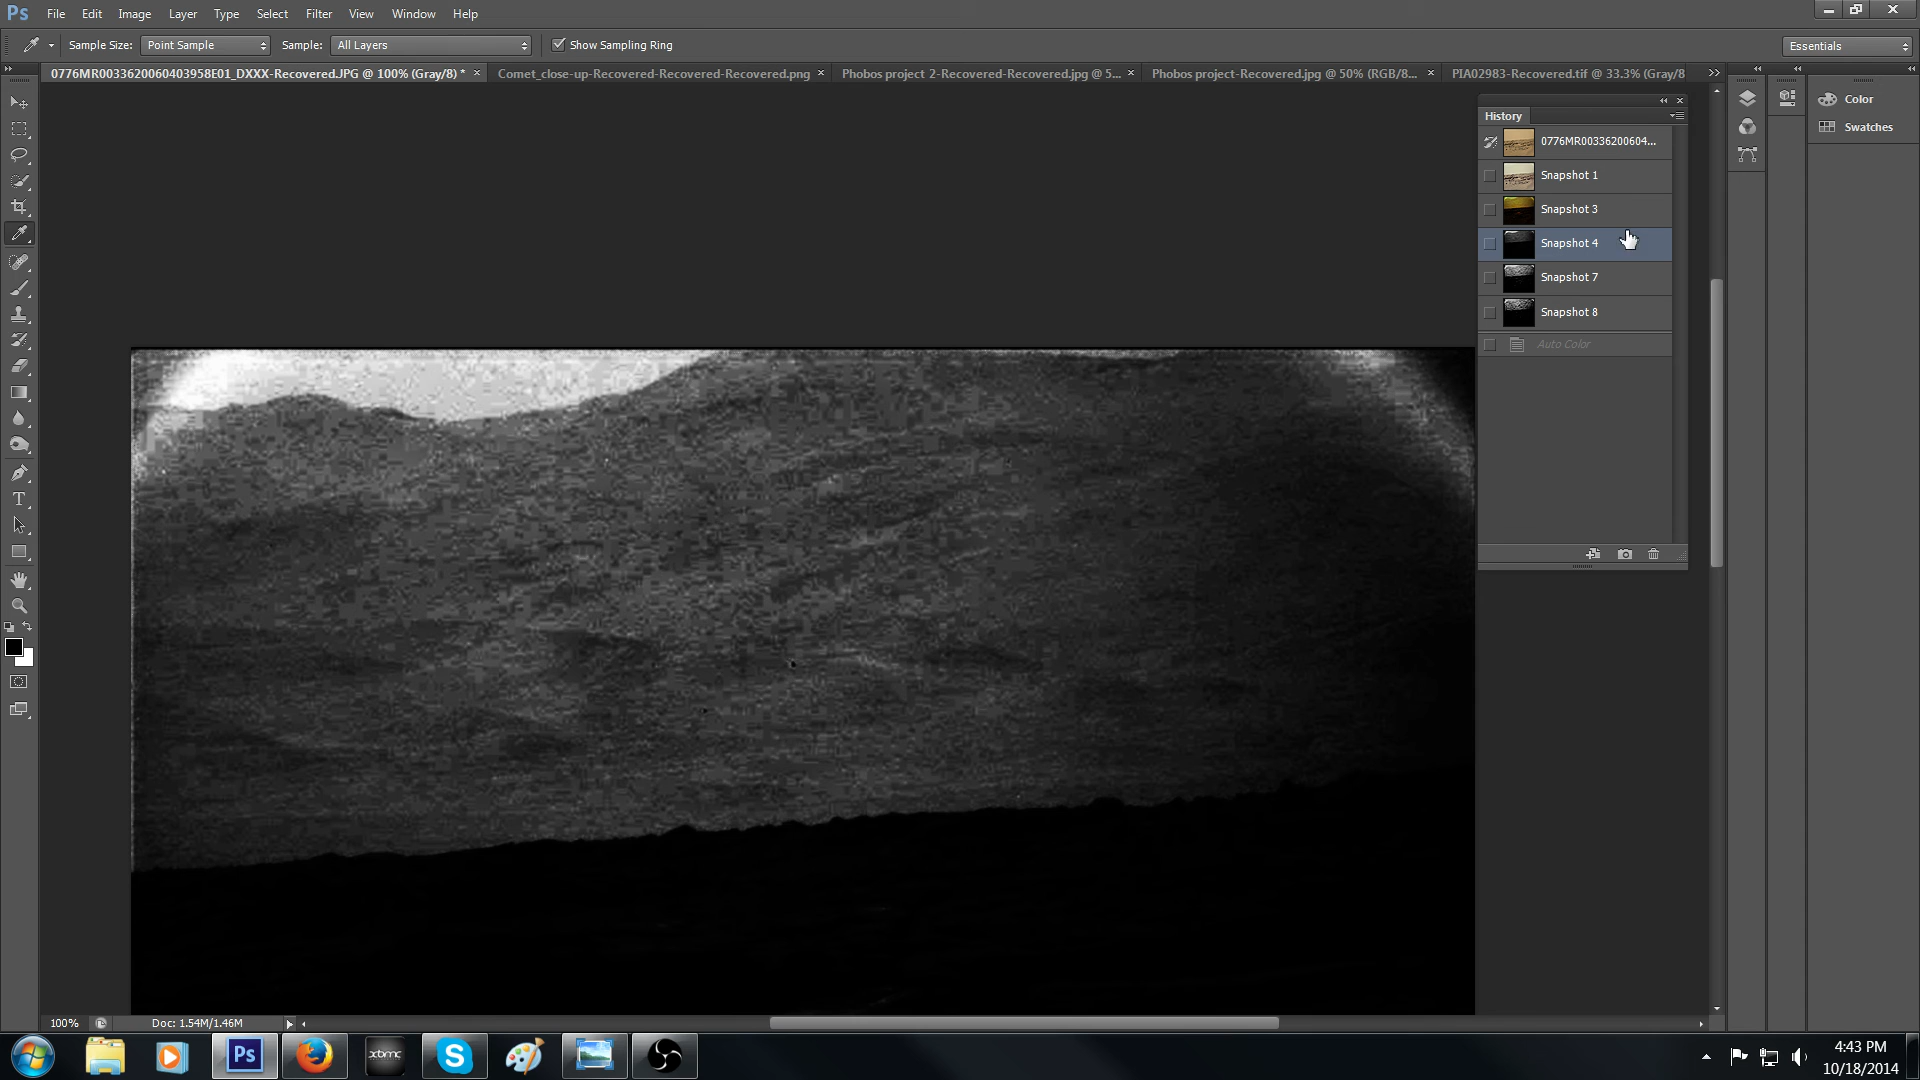 Ps File Edit Image Layer Type Select Filter View Window Help
Sample Size: Point Sample Sample: All Layers Show Sampling Ring Essentials
0776MR0033620060403958E01_DXXX-Recovered.JPG @ 100% (Gray/8) * Comet_close-up-Recovered-Recovered-Recovered.png Phobos project 2-Recovered-Recovered.jpg @ 5... Phobos project-Recovered.jpg @ 50% (RGB/8... PIA02983-Recovered.tif @ 33.3% (Gray/8
History
0776MR00336200604...
Snapshot 1
Snapshot 3
Snapshot 4
Snapshot 7
Snapshot 8
Auto Color
Color
Swatches
T
100% Doc: 1.54M/1.46M
Ps xbmc S
4:43 PM
10/18/2014